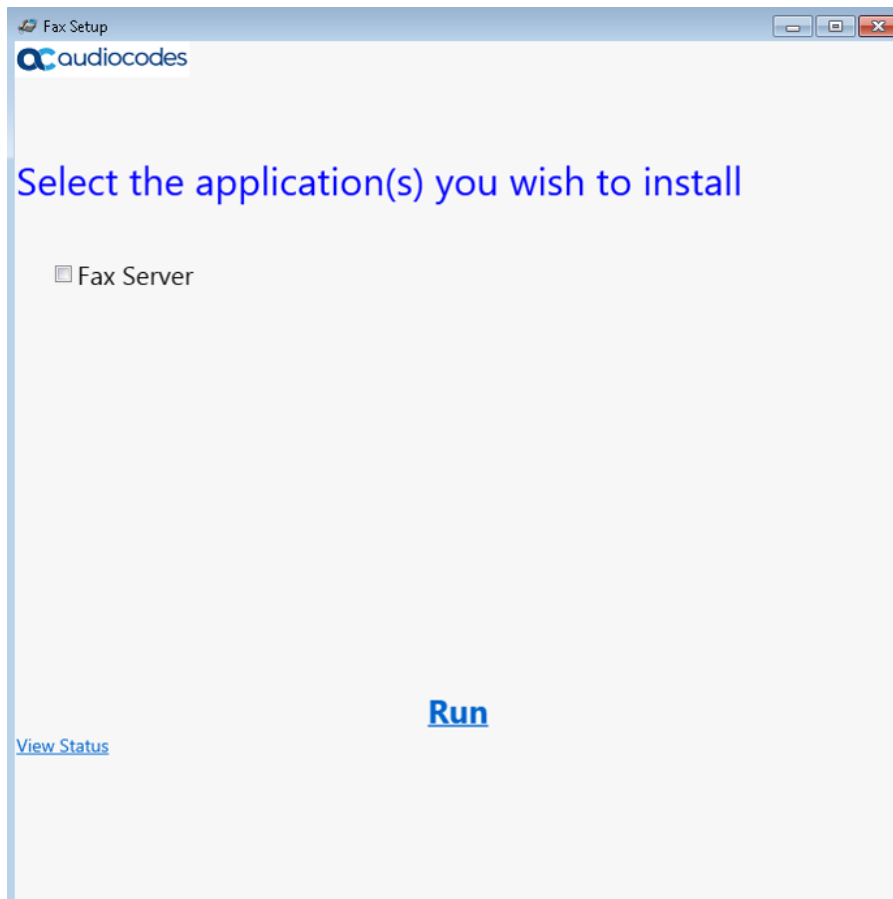 Fax Setup
audiocodes
Select the application(s) you wish to install
Fax Server
Run
View Status